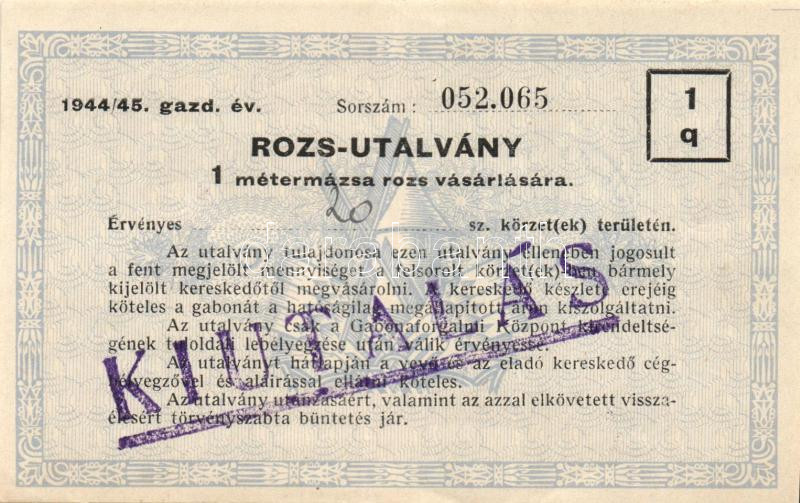 1944/45. gazd. év.
Sorszám: 052.065
1
q
ROZS-UTALVÁNY
1 métermázsa rozs vásárlására.
Érvényes 20 sz. körzet(ek) területén.
Az utalvány tulajdonosa ezen utalvány ellenében jogosult
a fent megjelölt mennyiséget a felsorolt körzet(ek)-ben bármely
kijelölt kereskedőtől megvásárolni. A kereskedő készlete erejéig
köteles a gabonát a hatóságilag megállapított áron kiszolgáltatni.
Az utalvány csak a Gabonaforgalmi Központ kirendeltsé-
gének túloldali lebélyegzése után válik érvényessé.
Az utalványt hátlapján a vevő és az eladó kereskedő cég-
bélyegzővel és aláírással ellátni köteles.
Az utalvány utánzásáért, valamint az azzal elkövetett vissza-
élésért törvényszabta büntetés jár.
KIUTALÁS